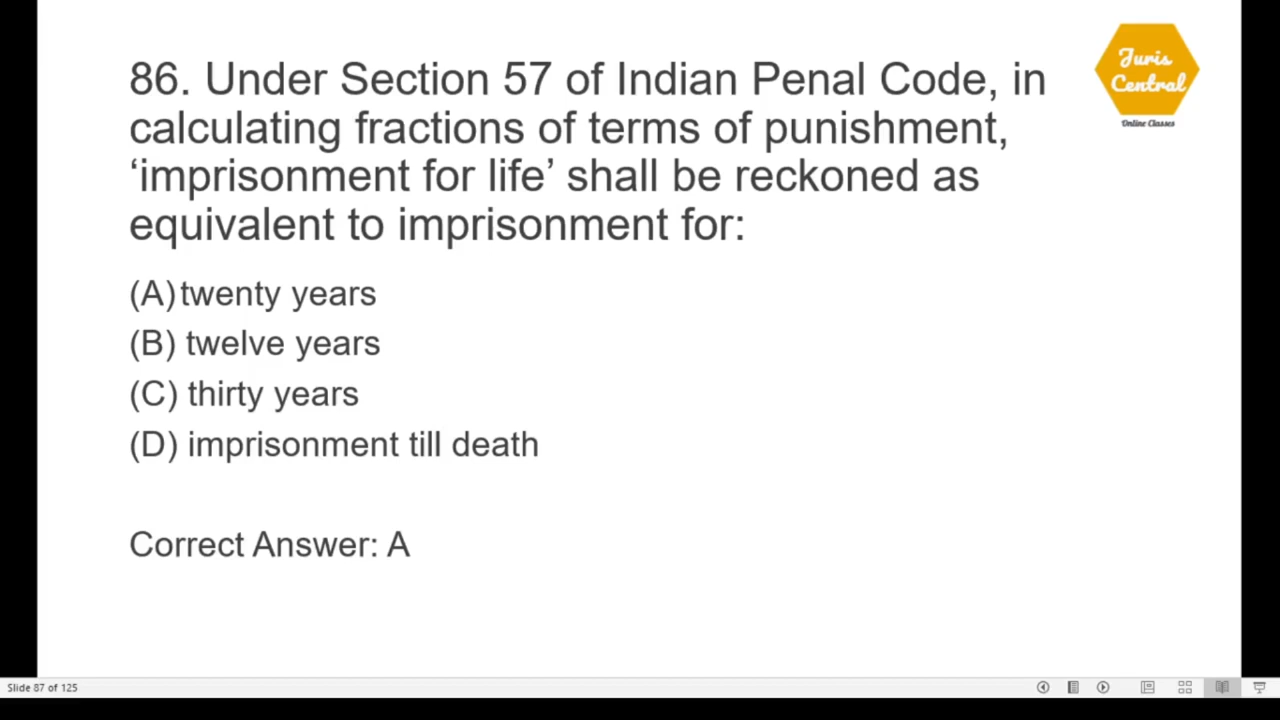 86. Under Section 57 of Indian Penal Code, in
calculating fractions of terms of punishment,
‘imprisonment for life’ shall be reckoned as
equivalent to imprisonment for:
Juris
Central
Online Classes
(A) twenty years
(B) twelve years
(C) thirty years
(D) imprisonment till death
Correct Answer: A
Slide 87 of 125